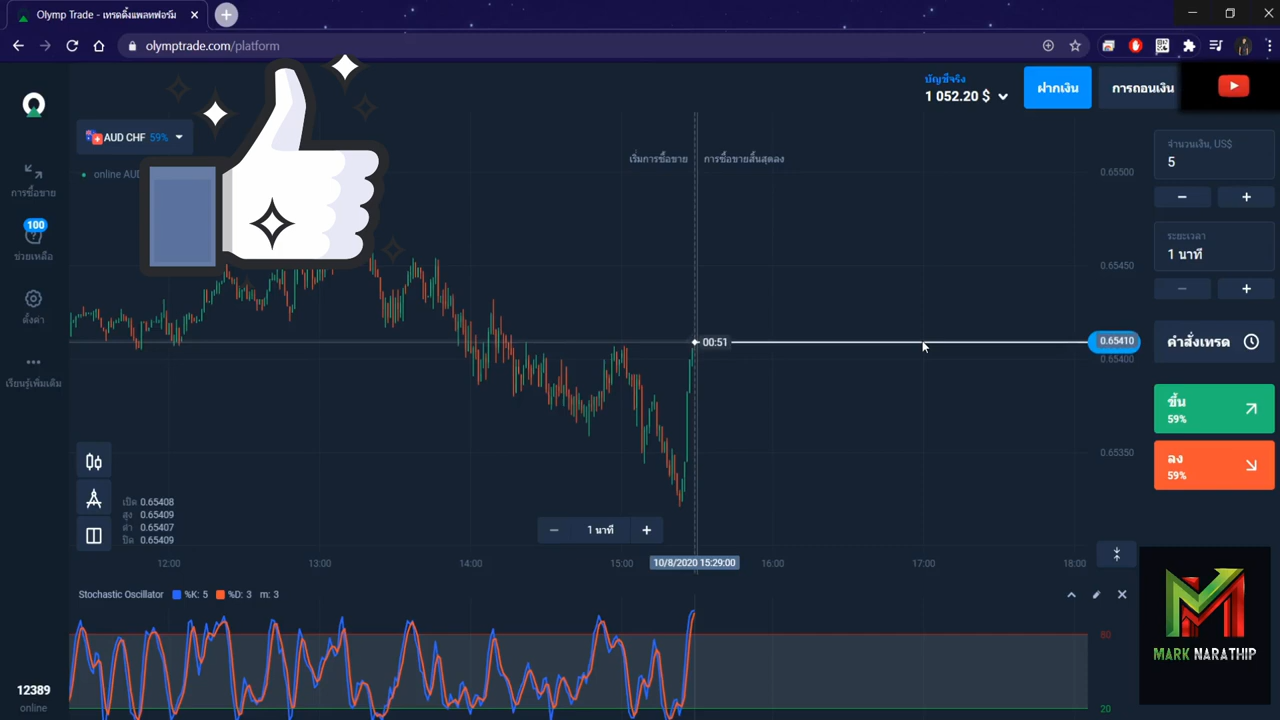 Olymp Trade - เทรดดิ้งแพลทฟอร์ม
olymptrade.com/platform
บัญชีจริง
1 052.20 $
ฝากเงิน
การถอนเงิน
AUD CHF 59%
online AUD
เริ่มการซื้อขาย
การซื้อขายสิ้นสุดลง
จำนวนเงิน, US$
5
ระยะเวลา
1 นาที
คำสั่งเทรด
ขึ้น
59%
ลง
59%
การซื้อขาย
100
ช่วยเหลือ
ตั้งค่า
เรียนรู้เพิ่มเติม
0.65500
0.65450
00:51
0.65410
0.65400
0.65350
เปิด 0.65408
สูง 0.65409
ต่ำ 0.65407
ปิด 0.65409
1 นาที
12:00
13:00
14:00
15:00
10/8/2020 15:29:00
16:00
17:00
18:00
Stochastic Oscillator %K: 5 %D: 3 m: 3
80
20
12389
online
MARK NARATHIP